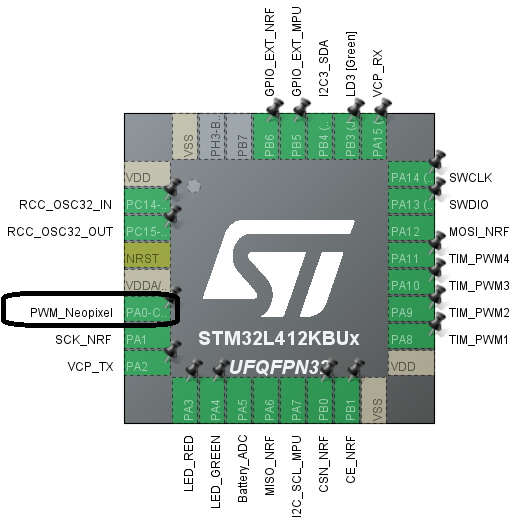 GPIO_EXT_NRF
GPIO_EXT_MPU
I2C3_SDA
LD3 [Green]
VCP_RX
VSS
PH3-B...
PB7
PB6
PB5
PB4 (...
PB3 (J...
PA15 (...
VDD
PA14 (...
SWCLK
RCC_OSC32_IN
PC14-...
PA13 (...
SWDIO
RCC_OSC32_OUT
PC15-...
PA12
MOSI_NRF
NRST
PA11
TIM_PWM4
VDDA/...
PA10
TIM_PWM3
PWM_Neopixel
PA0-C...
PA9
TIM_PWM2
SCK_NRF
PA1
STM32L412KBUx
PA8
TIM_PWM1
VCP_TX
PA2
UFQFPN32
VDD
PA3
PA4
PA5
PA6
PA7
PB0
PB1
VSS
LED_RED
LED_GREEN
Battery_ADC
MISO_NRF
I2C_SCL_MPU
CSN_NRF
CE_NRF